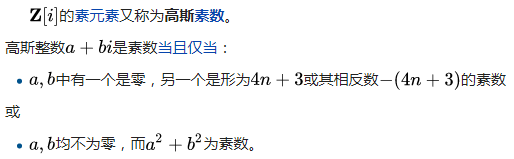 Z[i]的素元素又称为高斯素数。
高斯整数a + bi是素数当且仅当：
• a, b中有一个是零，另一个是形为4n + 3或其相反数−(4n + 3)的素数
或
• a, b均不为零，而a² + b²为素数。